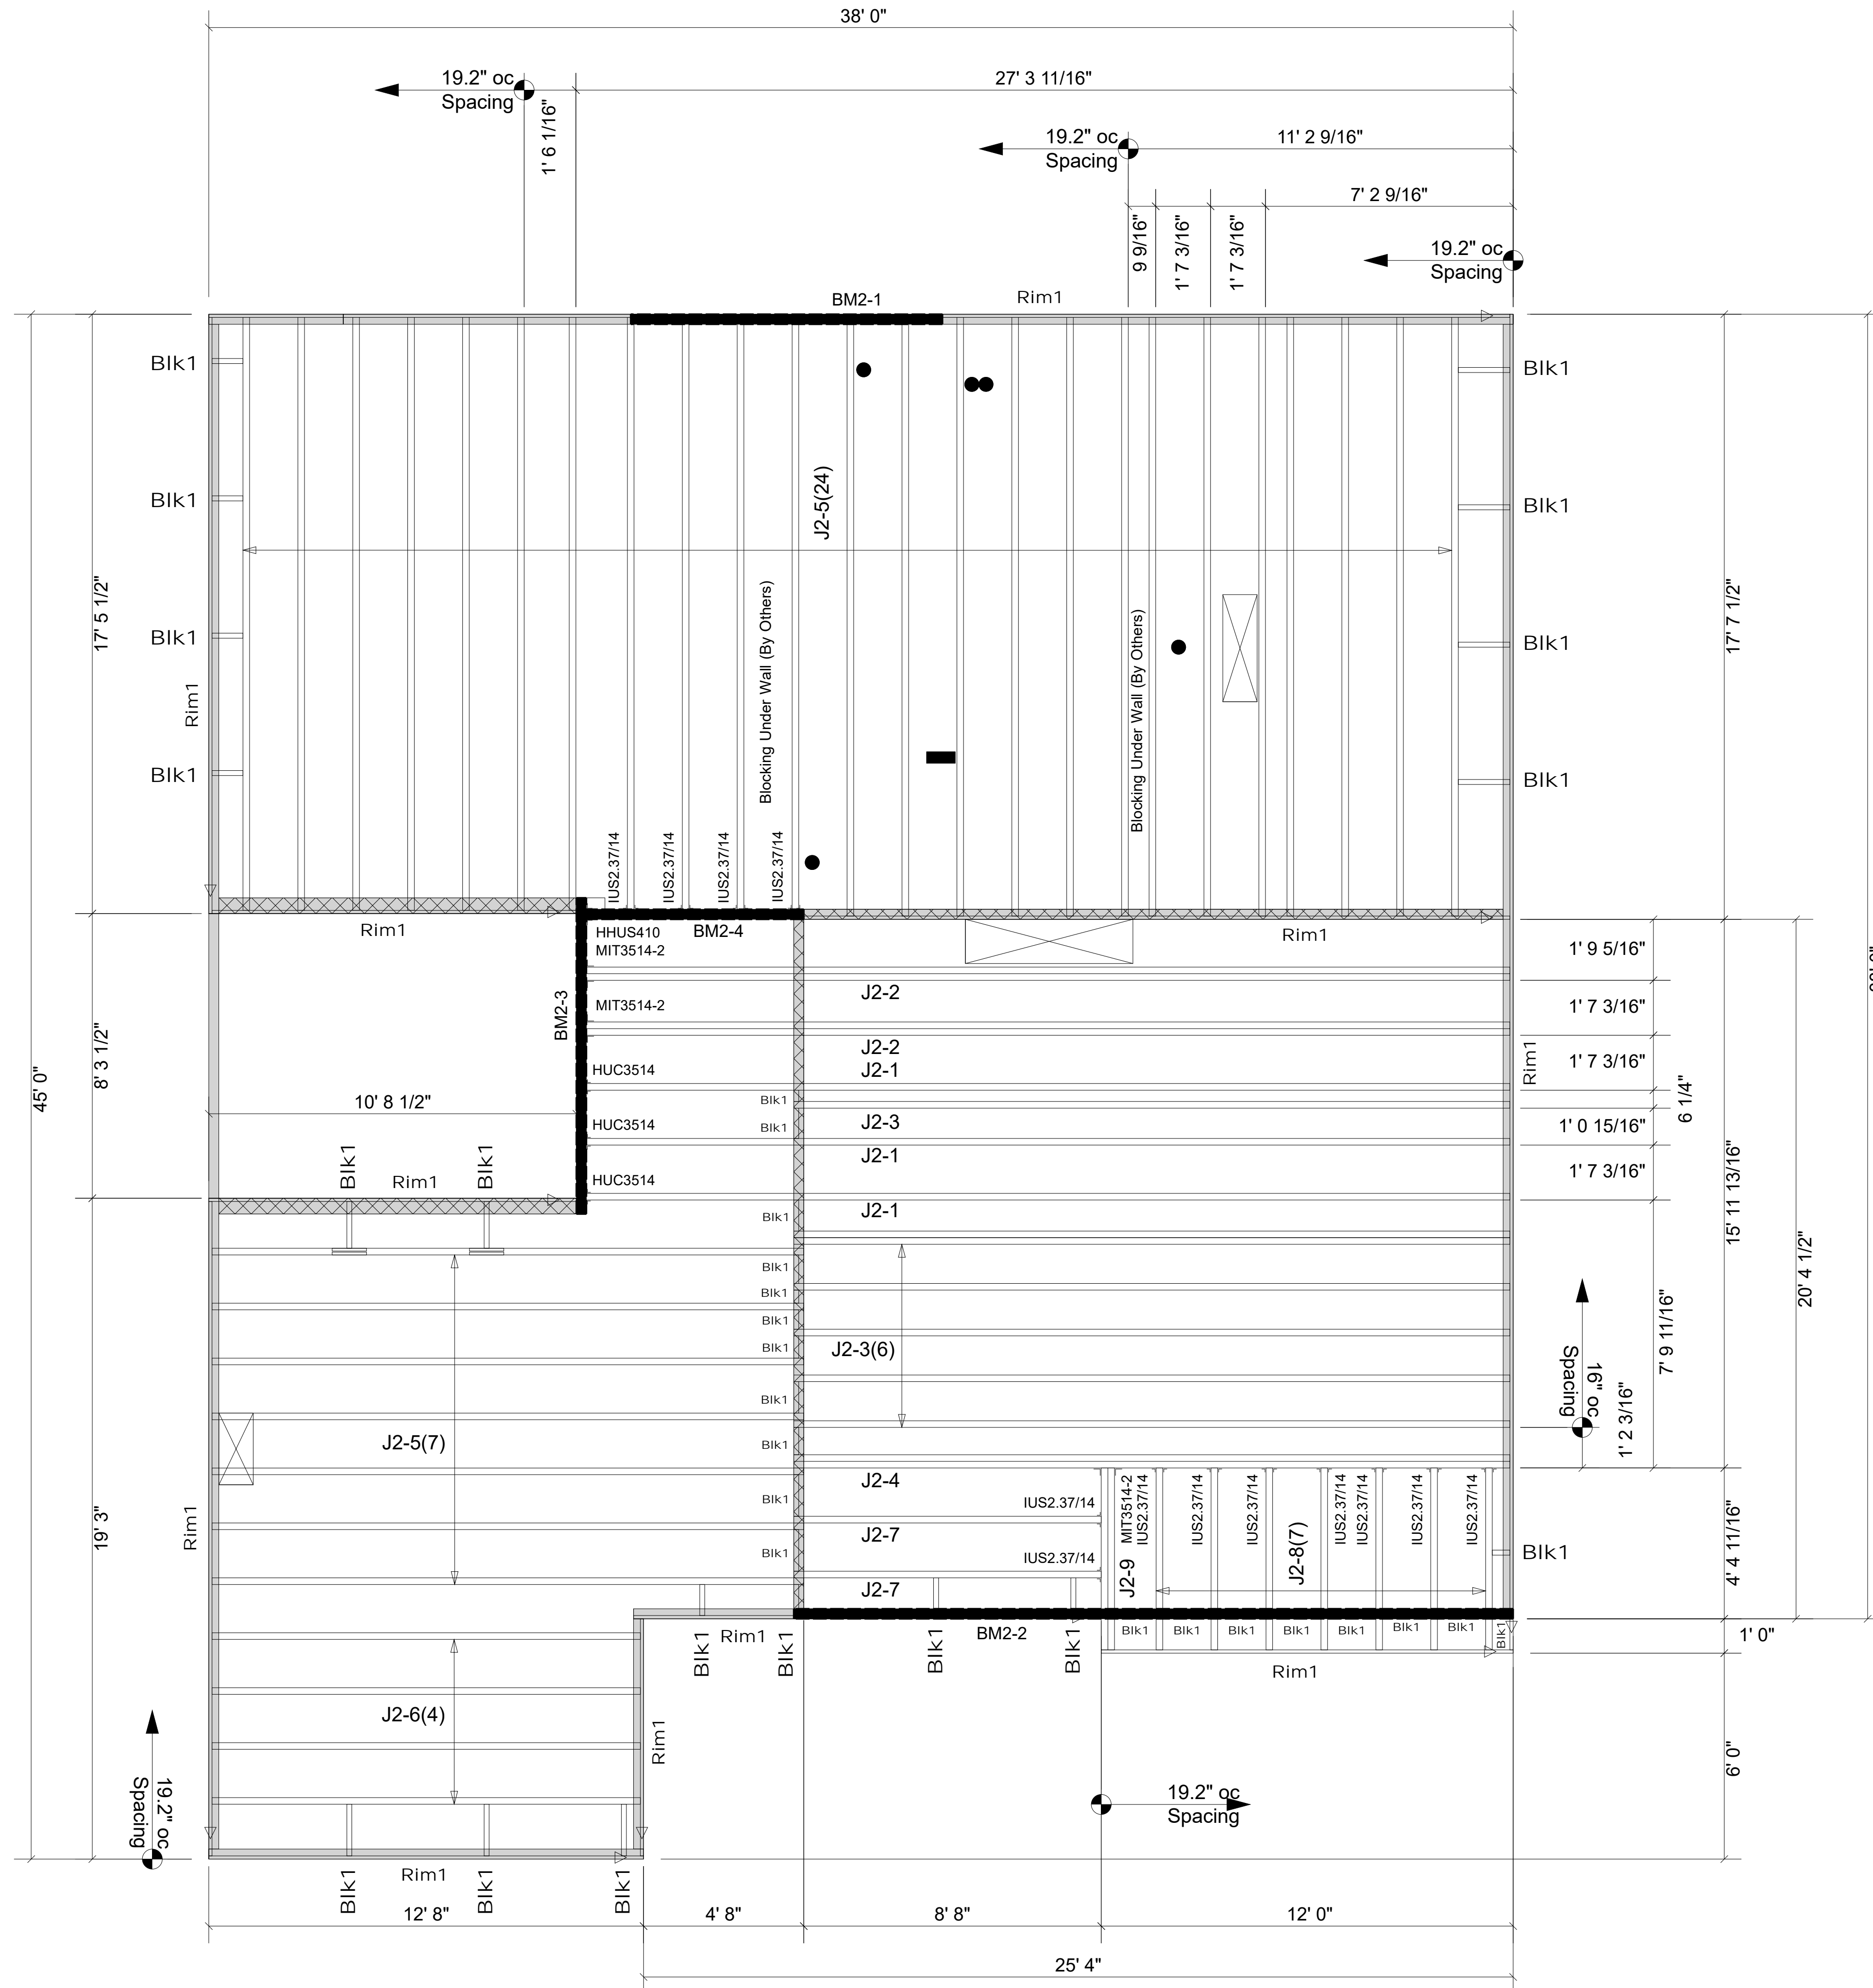 38' 0"
19.2" oc
Spacing
1' 6 1/16"
27' 3 11/16"
19.2" oc
Spacing
11' 2 9/16"
7' 2 9/16"
9 9/16"
1' 7 3/16"
1' 7 3/16"
19.2" oc
Spacing
BM2-1
Rim1
Blk1
Blk1
Blk1
Blk1
Blk1
Blk1
Blk1
Blk1
J2-5(24)
Blocking Under Wall (By Others)
Blocking Under Wall (By Others)
17' 5 1/2"
17' 7 1/2"
Rim1
IUS2.37/14
IUS2.37/14
IUS2.37/14
IUS2.37/14
Rim1
HHUS410
MIT3514-2
BM2-4
Rim1
1' 9 5/16"
BM2-3
MIT3514-2
J2-2
1' 7 3/16"
J2-2
J2-1
Rim1
1' 7 3/16"
HUC3514
8' 3 1/2"
45' 0"
10' 8 1/2"
Blk1
Blk1
HUC3514
J2-3
1' 0 15/16"
6 1/4"
J2-1
1' 7 3/16"
Blk1
Rim1
Blk1
HUC3514
J2-1
15' 11 13/16"
20' 4 1/2"
Blk1
Blk1
Blk1
Blk1
Blk1
J2-3(6)
7' 9 11/16"
16" oc
Spacing
1' 2 3/16"
Blk1
J2-5(7)
Blk1
J2-4
Blk1
IUS2.37/14
MIT3514-2
IUS2.37/14
IUS2.37/14
IUS2.37/14
IUS2.37/14
IUS2.37/14
IUS2.37/14
IUS2.37/14
19' 3"
Rim1
J2-7
Blk1
IUS2.37/14
J2-9
J2-8(7)
Blk1
4' 4 11/16"
J2-7
Blk1
Rim1
Blk1
Blk1
BM2-2
Blk1
Blk1
Blk1
Blk1
Blk1
Blk1
Blk1
Blk1
Blk1
1' 0"
Rim1
J2-6(4)
Rim1
6' 0"
19.2" oc
Spacing
19.2" oc
Spacing
Rim1
Blk1
Blk1
Blk1
12' 8"
4' 8"
8' 8"
12' 0"
25' 4"